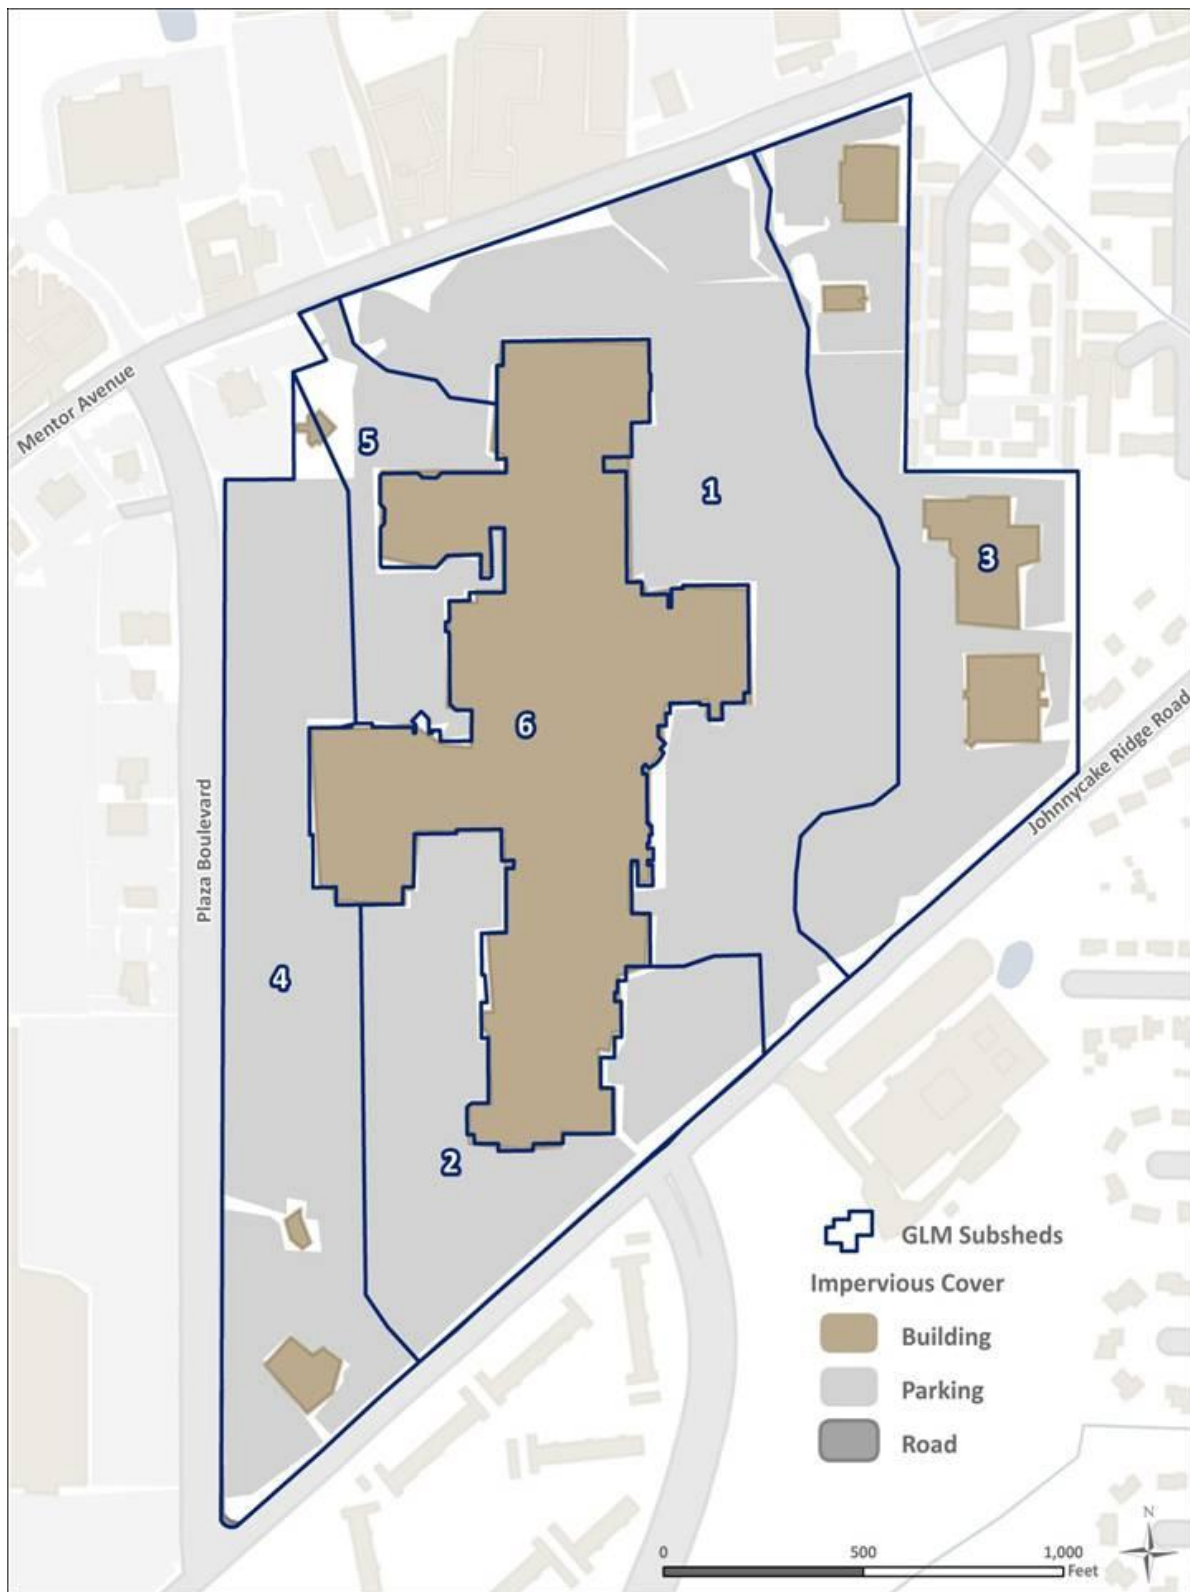 Mentor Avenue
5
1
3
6
Johnnycake Ridge Road
Plaza Boulevard
4
2
GLM Subsheds
Impervious Cover
Building
Parking
Road
N
0 500 1,000
Feet